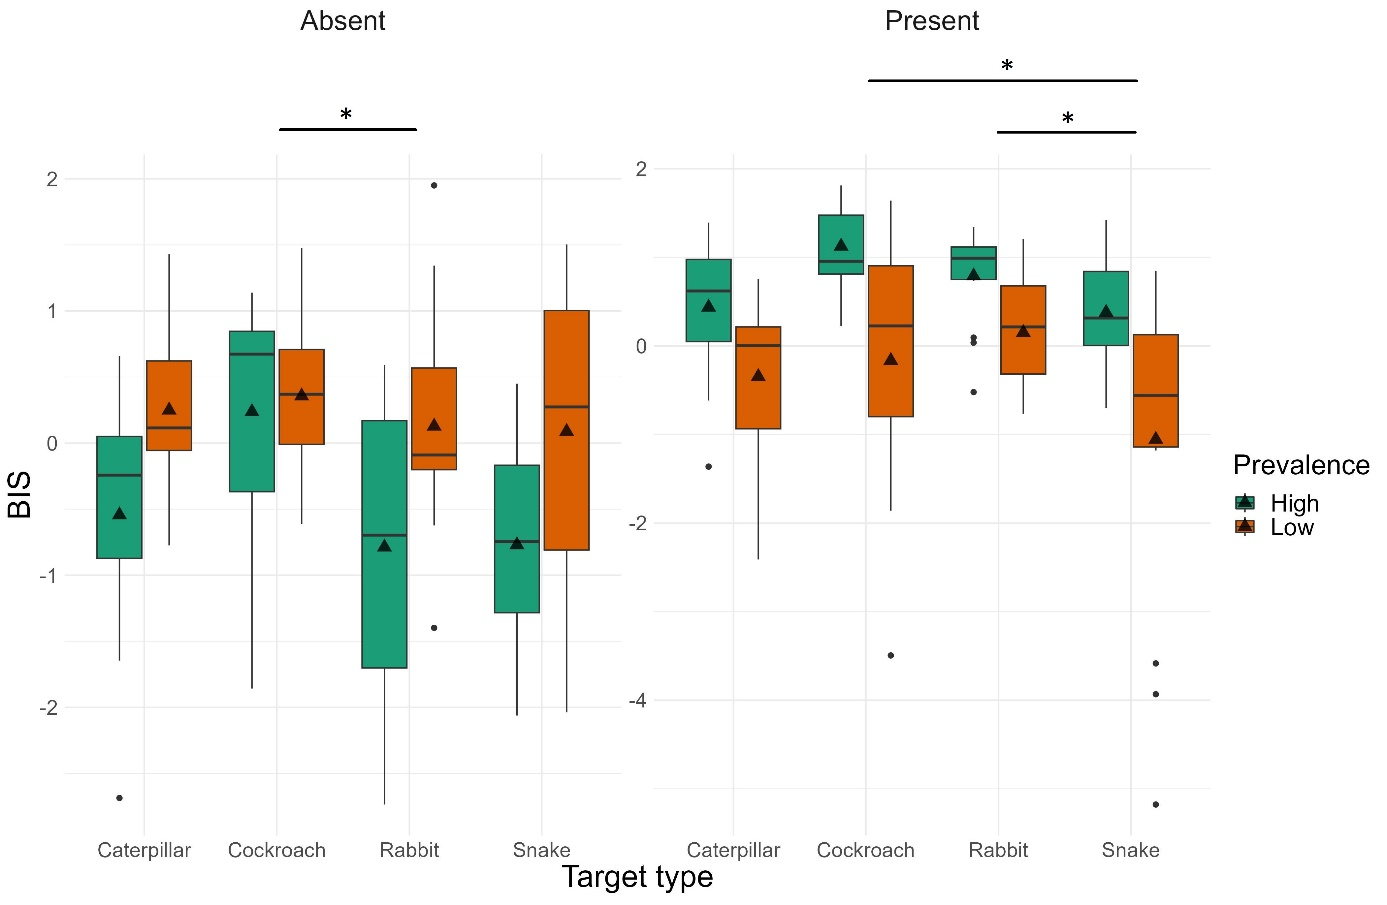 Absent
Present
*
*
*
2
1
0
-1
-2
2
0
-2
-4
BIS
Caterpillar
Cockroach
Rabbit
Snake
Caterpillar
Cockroach
Rabbit
Snake
Target type
Prevalence
High
Low